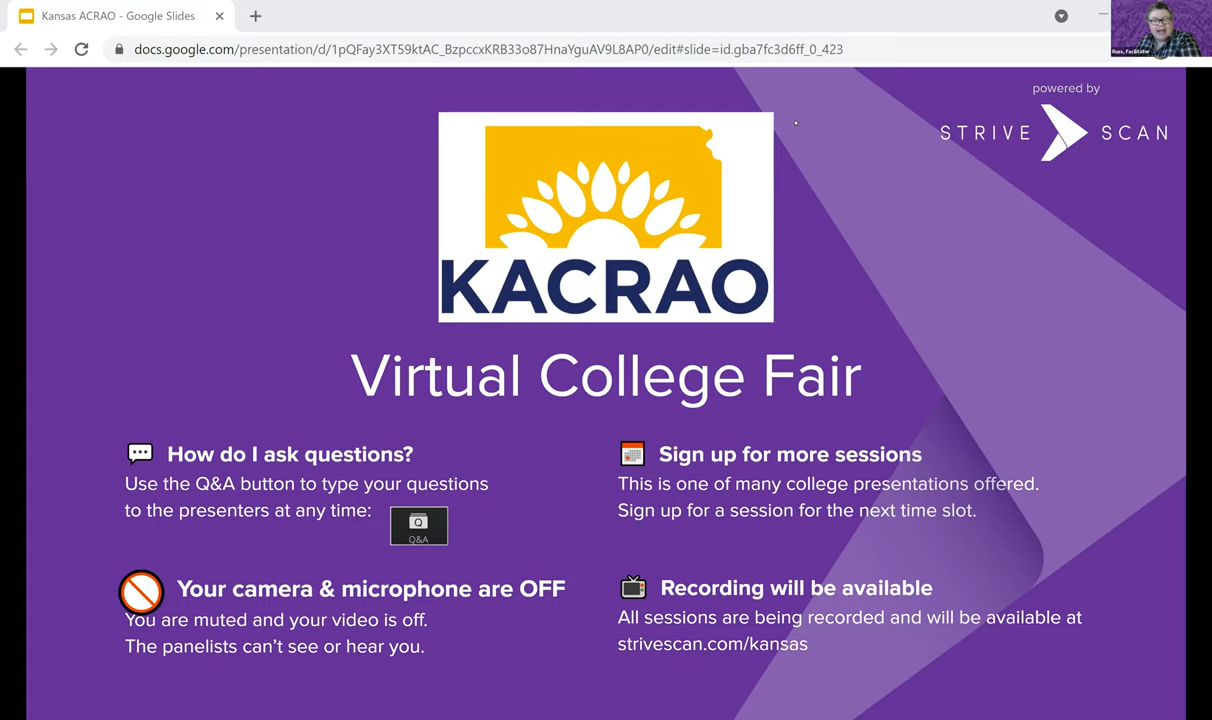 Kansas ACRAO - Google Slides
docs.google.com/presentation/d/1pQFay3XT59ktAC_BzpccxKRB33o87HnaYguAV9L8AP0/edit#slide=id.gba7fc3d6ff_0_423
Russ, Facilitator
powered by
STRIVE SCAN
KACRAO
Virtual College Fair
How do I ask questions?
Use the Q&A button to type your questions
to the presenters at any time:
Q
Q&A
Sign up for more sessions
This is one of many college presentations offered.
Sign up for a session for the next time slot.
Your camera & microphone are OFF
You are muted and your video is off.
The panelists can't see or hear you.
Recording will be available
All sessions are being recorded and will be available at
strivescan.com/kansas